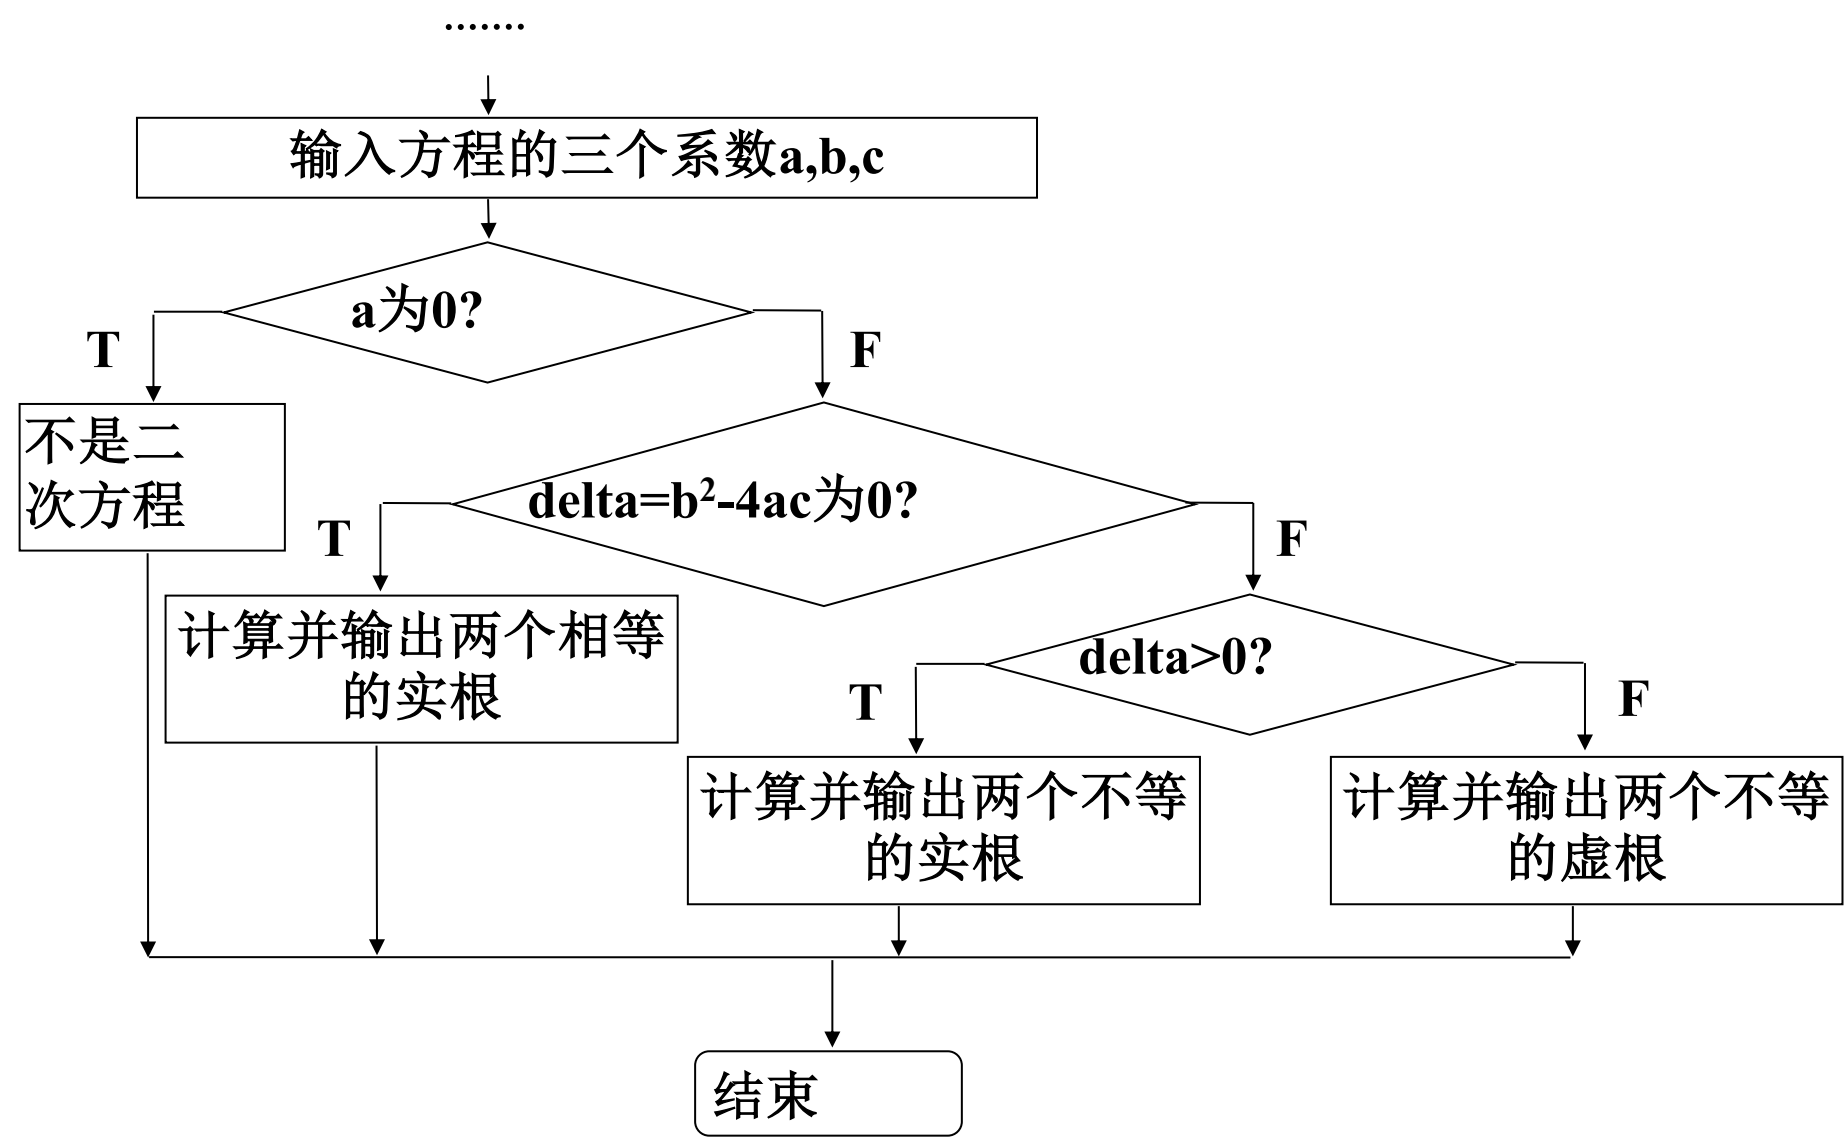 .......
输入方程的三个系数a,b,c
a为0?
T
F
不是二
次方程
delta=b²-4ac为0?
T
F
计算并输出两个相等
的实根
delta>0?
T
F
计算并输出两个不等
的实根
计算并输出两个不等
的虚根
结束